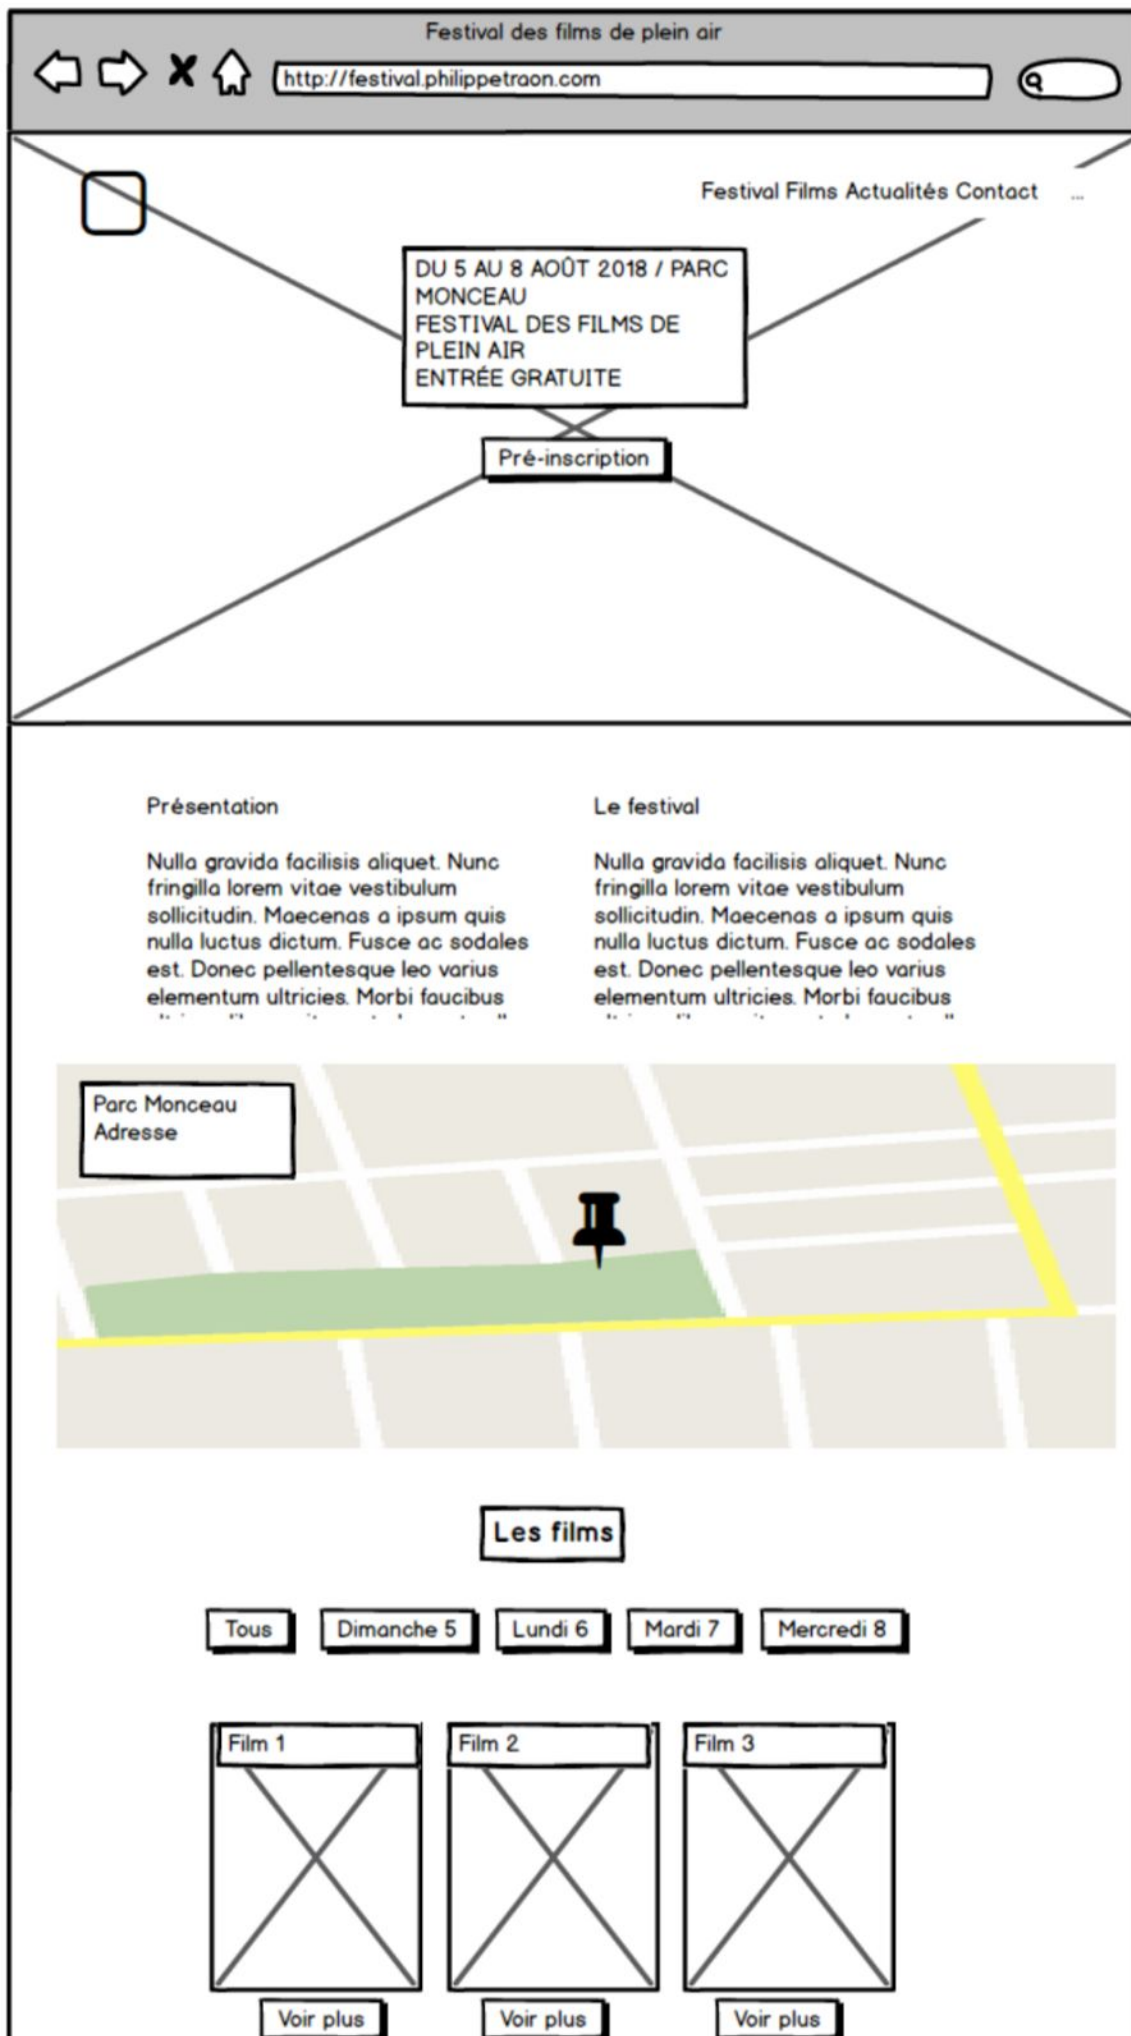 Festival des films de plein air
http://festival.philippetraon.com
Festival Films Actualités Contact ...
DU 5 AU 8 AOÛT 2018 / PARC
MONCEAU
FESTIVAL DES FILMS DE
PLEIN AIR
ENTRÉE GRATUITE
Pré-inscription
Présentation
Nulla gravida facilisis aliquet. Nunc
fringilla lorem vitae vestibulum
sollicitudin. Maecenas a ipsum quis
nulla luctus dictum. Fusce ac sodales
est. Donec pellentesque leo varius
elementum ultricies. Morbi faucibus
Le festival
Nulla gravida facilisis aliquet. Nunc
fringilla lorem vitae vestibulum
sollicitudin. Maecenas a ipsum quis
nulla luctus dictum. Fusce ac sodales
est. Donec pellentesque leo varius
elementum ultricies. Morbi faucibus
Parc Monceau
Adresse
Les films
Tous
Dimanche 5
Lundi 6
Mardi 7
Mercredi 8
Film 1
Film 2
Film 3
Voir plus
Voir plus
Voir plus